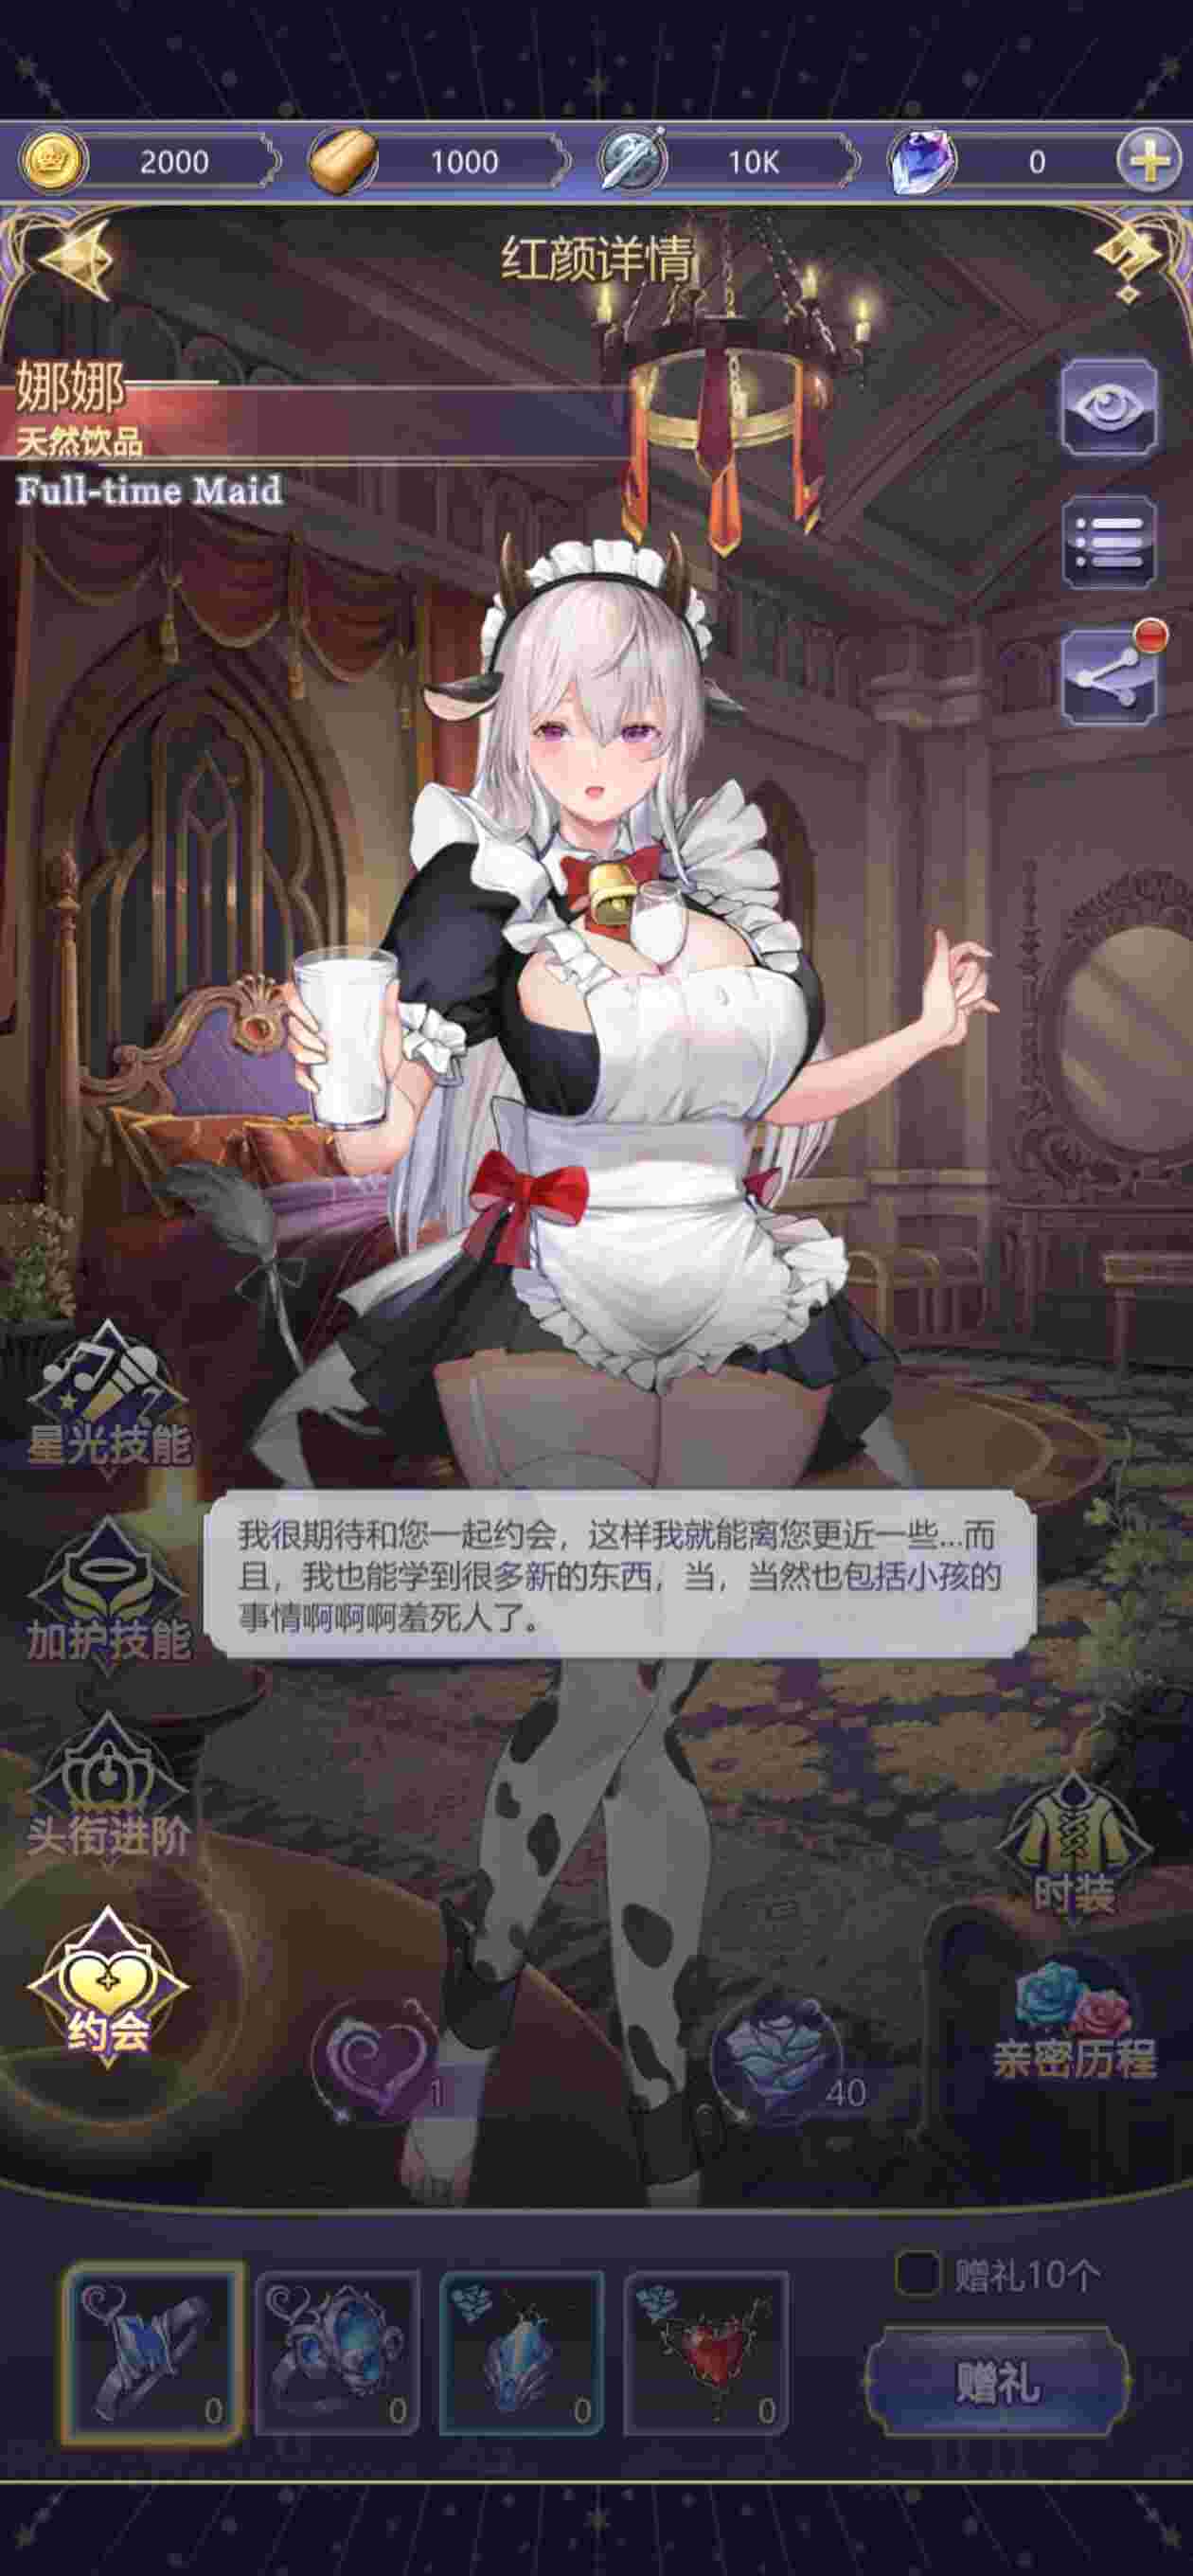 2000
1000
10K
0
红颜详情
娜娜
天然饮品
Full-time Maid
星光技能
我很期待和您一起约会，这样我就能离您更近一些...而
且，我也能学到很多新的东西，当，当然也包括小孩的
事情啊啊啊羞死人了。
加护技能
头衔进阶
时装
约会
亲密历程
1
40
赠礼10个
0
0
0
0
赠礼